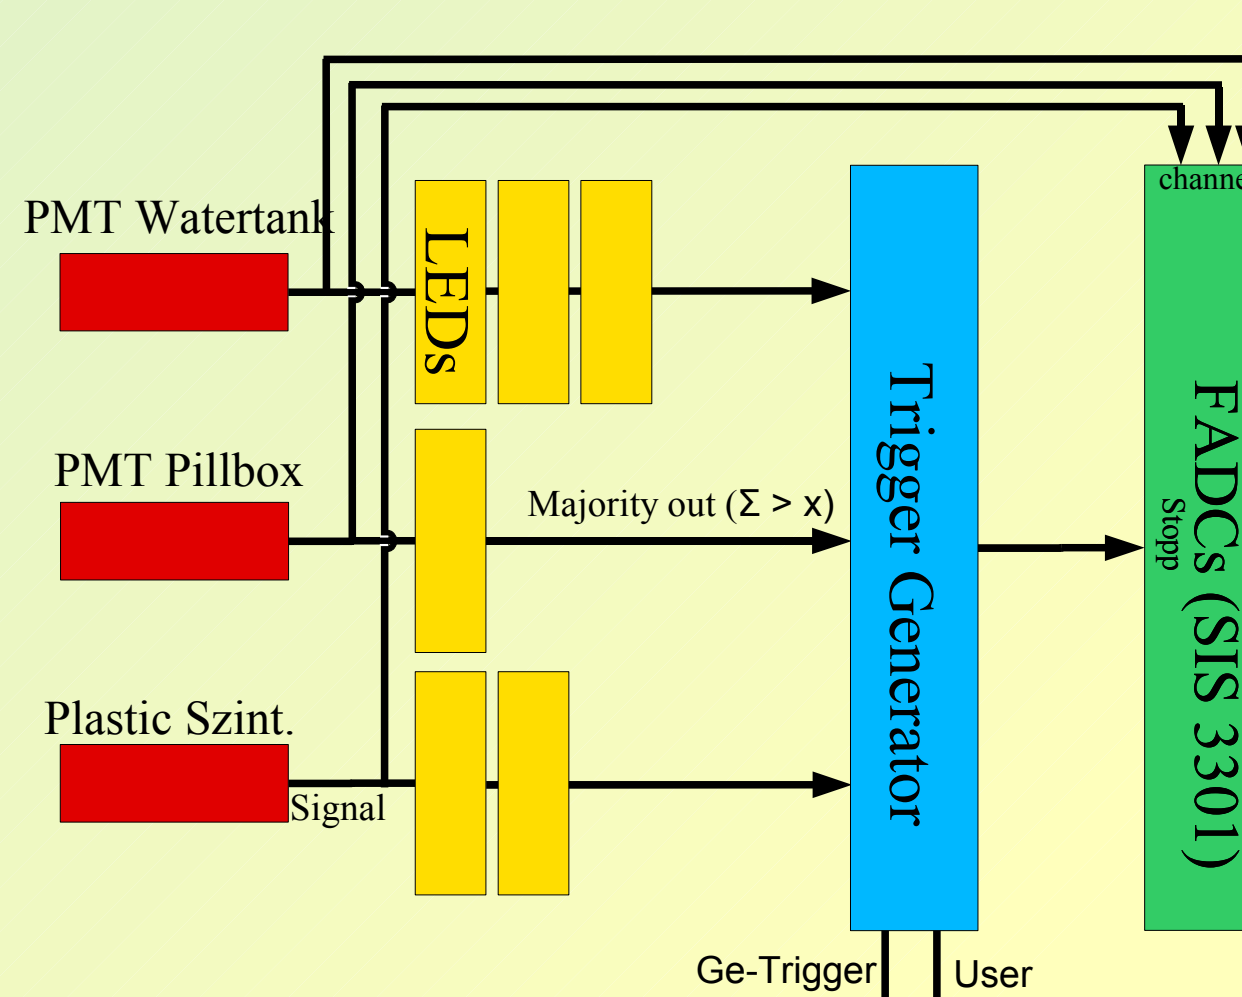 channe
PMT Watertank
LEDs
PMT Pillbox
Majority out (Σ > x)
Trigger Generator
Stopp
FADCs (SIS 3301)
Plastic Szint.
Signal
Ge-Trigger
User